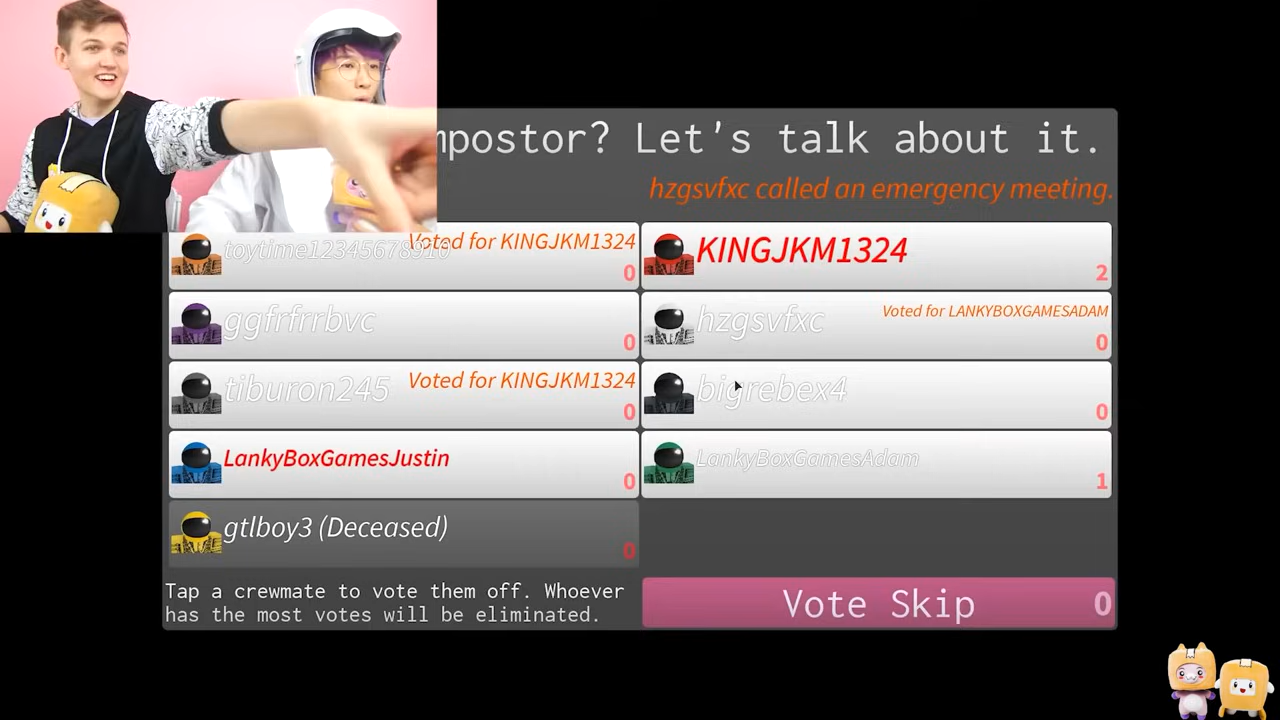 mpostor? Let's talk about it.
hzgsvfxc called an emergency meeting.
toytime12345678910 Voted for KINGJKM1324
0
KINGJKM1324
2
ggfrfrrbvc
0
hzgsvfxc Voted for LANKYBOXGAMESADAM
0
tiburon245 Voted for KINGJKM1324
0
bigrebex4
0
LankyBoxGamesJustin
0
LankyBoxGamesAdam
1
gtlboy3 (Deceased)
0
Tap a crewmate to vote them off. Whoever
has the most votes will be eliminated.
Vote Skip 0